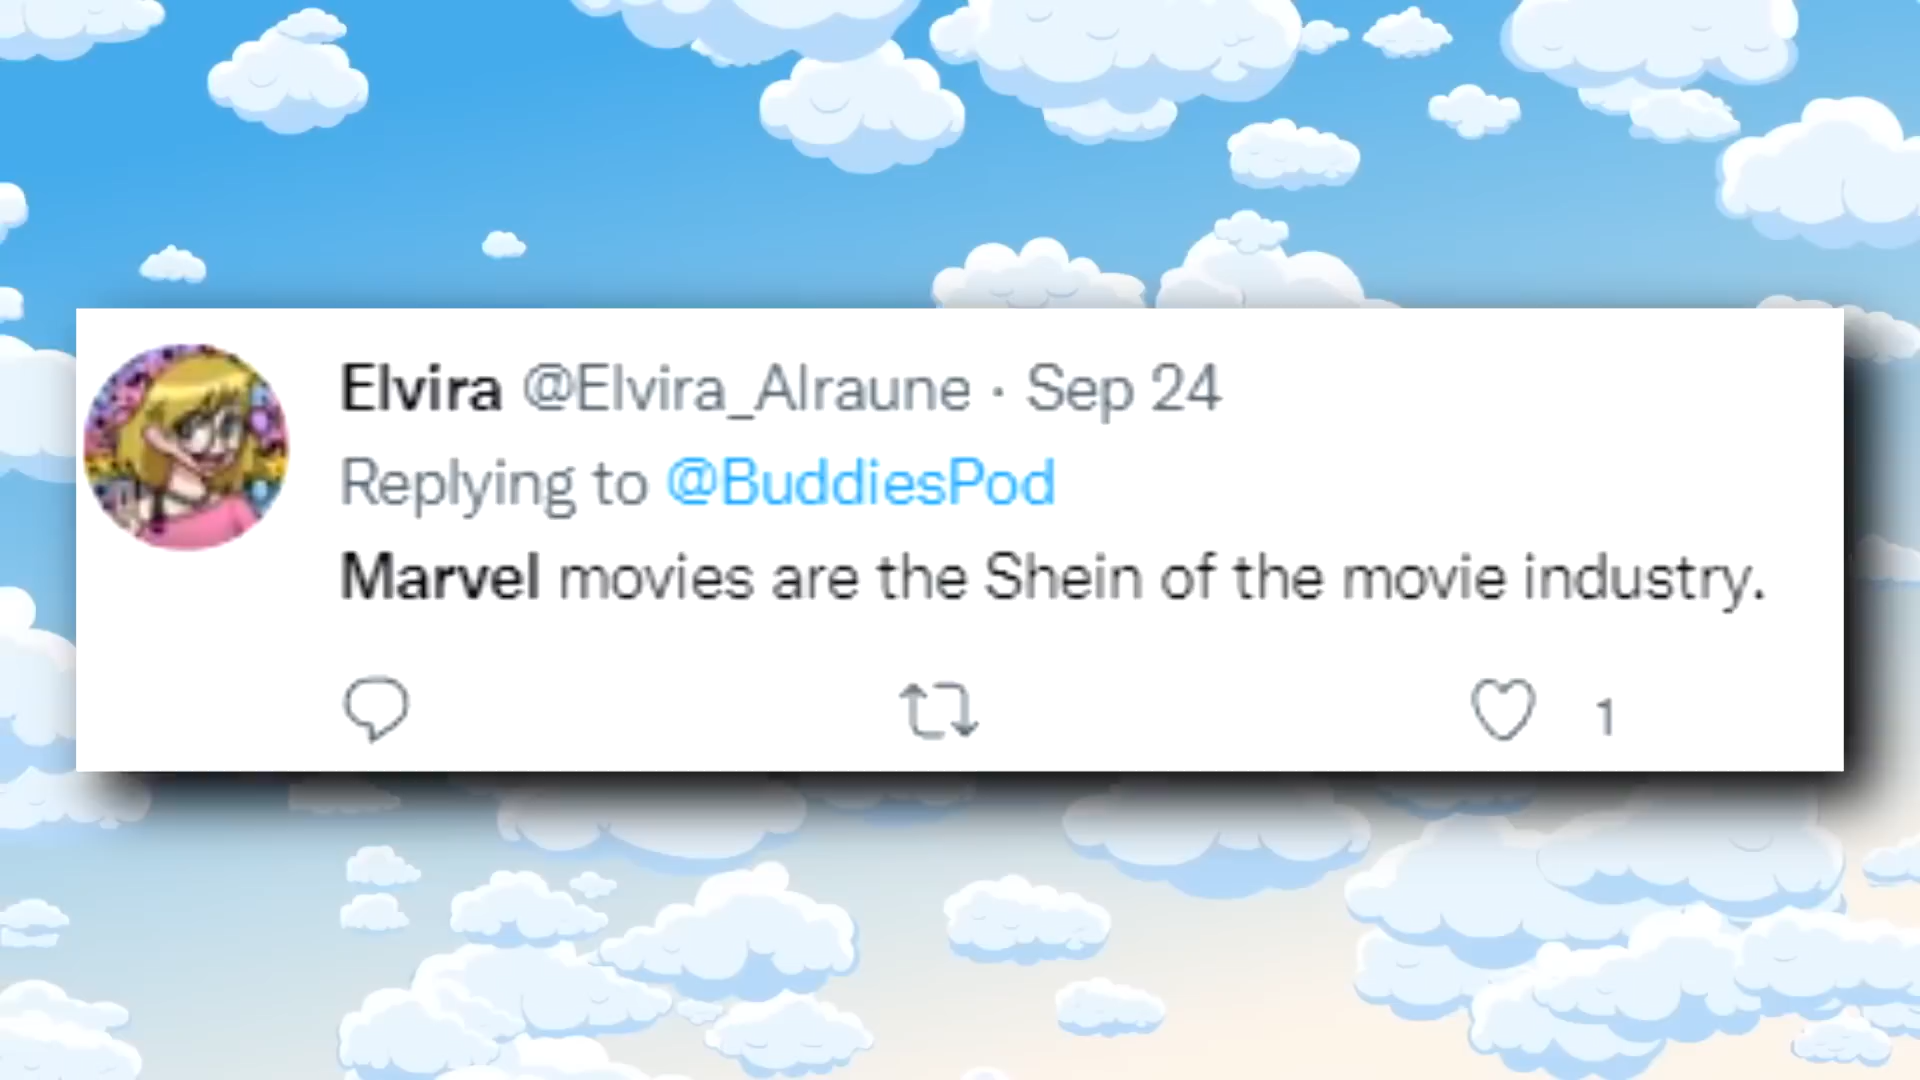 Elvira @Elvira_Alraune · Sep 24
Replying to @BuddiesPod
Marvel movies are the Shein of the movie industry.
1